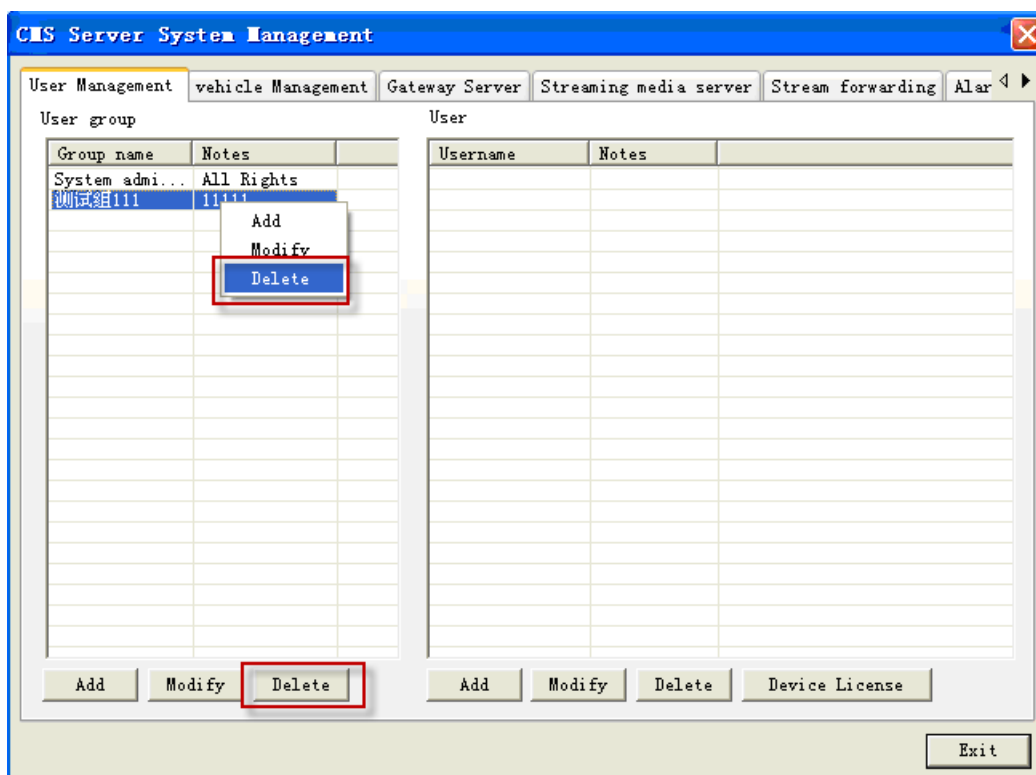 CMS Server System Management
User Management vehicle Management Gateway Server Streaming media server Stream forwarding Alar
User group User
Group name Notes Username Notes
System admi... All Rights
测试组111 11111
Add
Modify
Delete
Add Modify Delete Add Modify Delete Device License
Exit